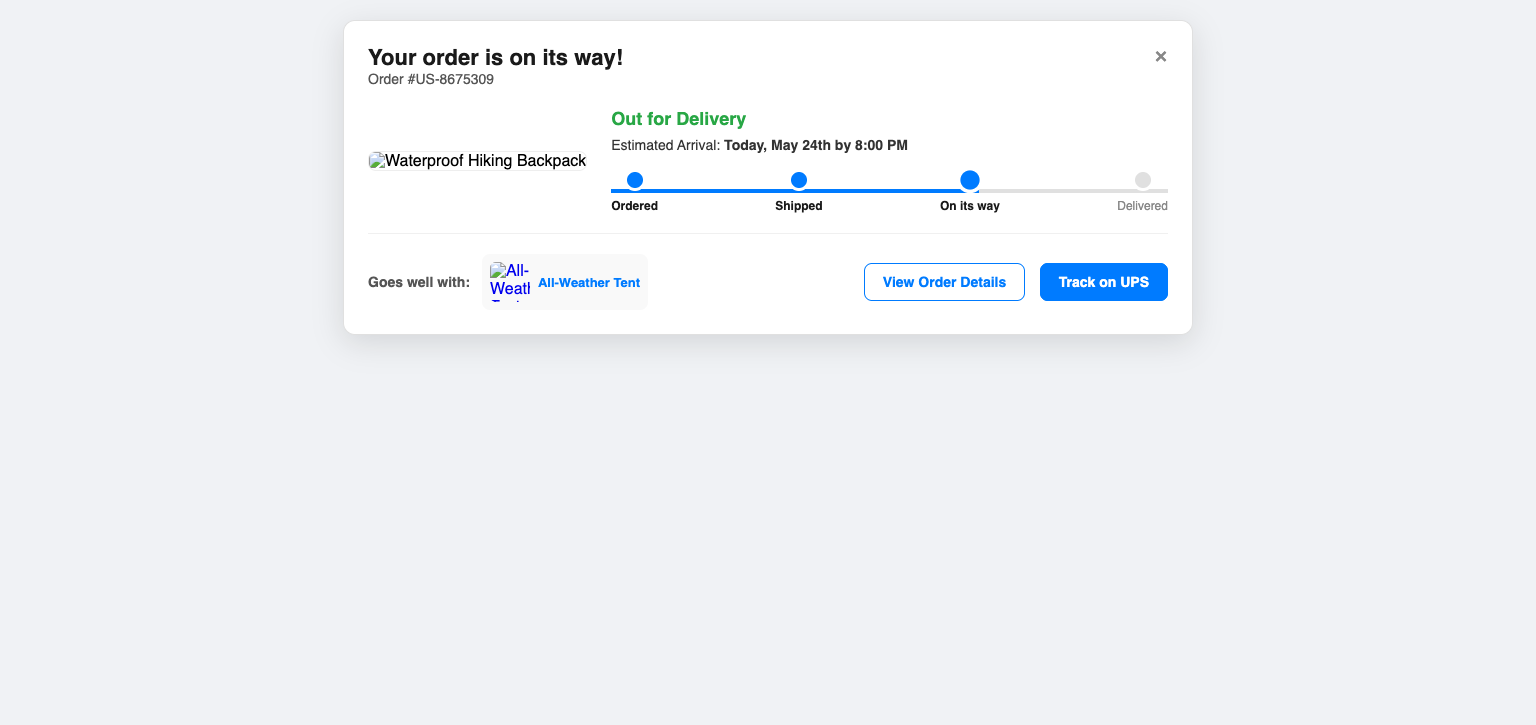 Your order is on its way!
×
Order #US-8675309
Waterproof Hiking Backpack
Out for Delivery
Estimated Arrival: Today, May 24th by 8:00 PM
Ordered
Shipped
On its way
Delivered
Goes well with:
All-
Weath
All-Weather Tent
View Order Details
Track on UPS